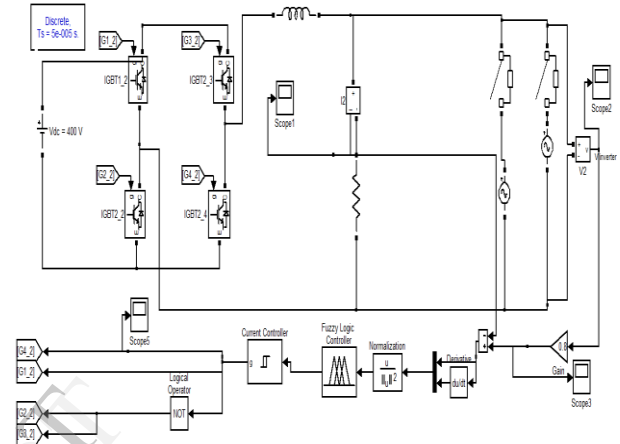 Discrete,
Ts = 5e-005 s.
[G1_2]
[G3_2]
IGBT1_2
IGBT2_3
Vdc = 400 V
[G2_2]
[G4_2]
IGBT2_2
IGBT2_4
Scope1
I2
Scope2
V2
Vinverter
Scope5
[G4_2]
[G1_2]
[G2_2]
[G3_2]
Logical
Operator
NOT
Current Controller
Fuzzy Logic
Controller
Normalization
u
||u|| 2
Derivative
du/dt
0.8
Gain
Scope3